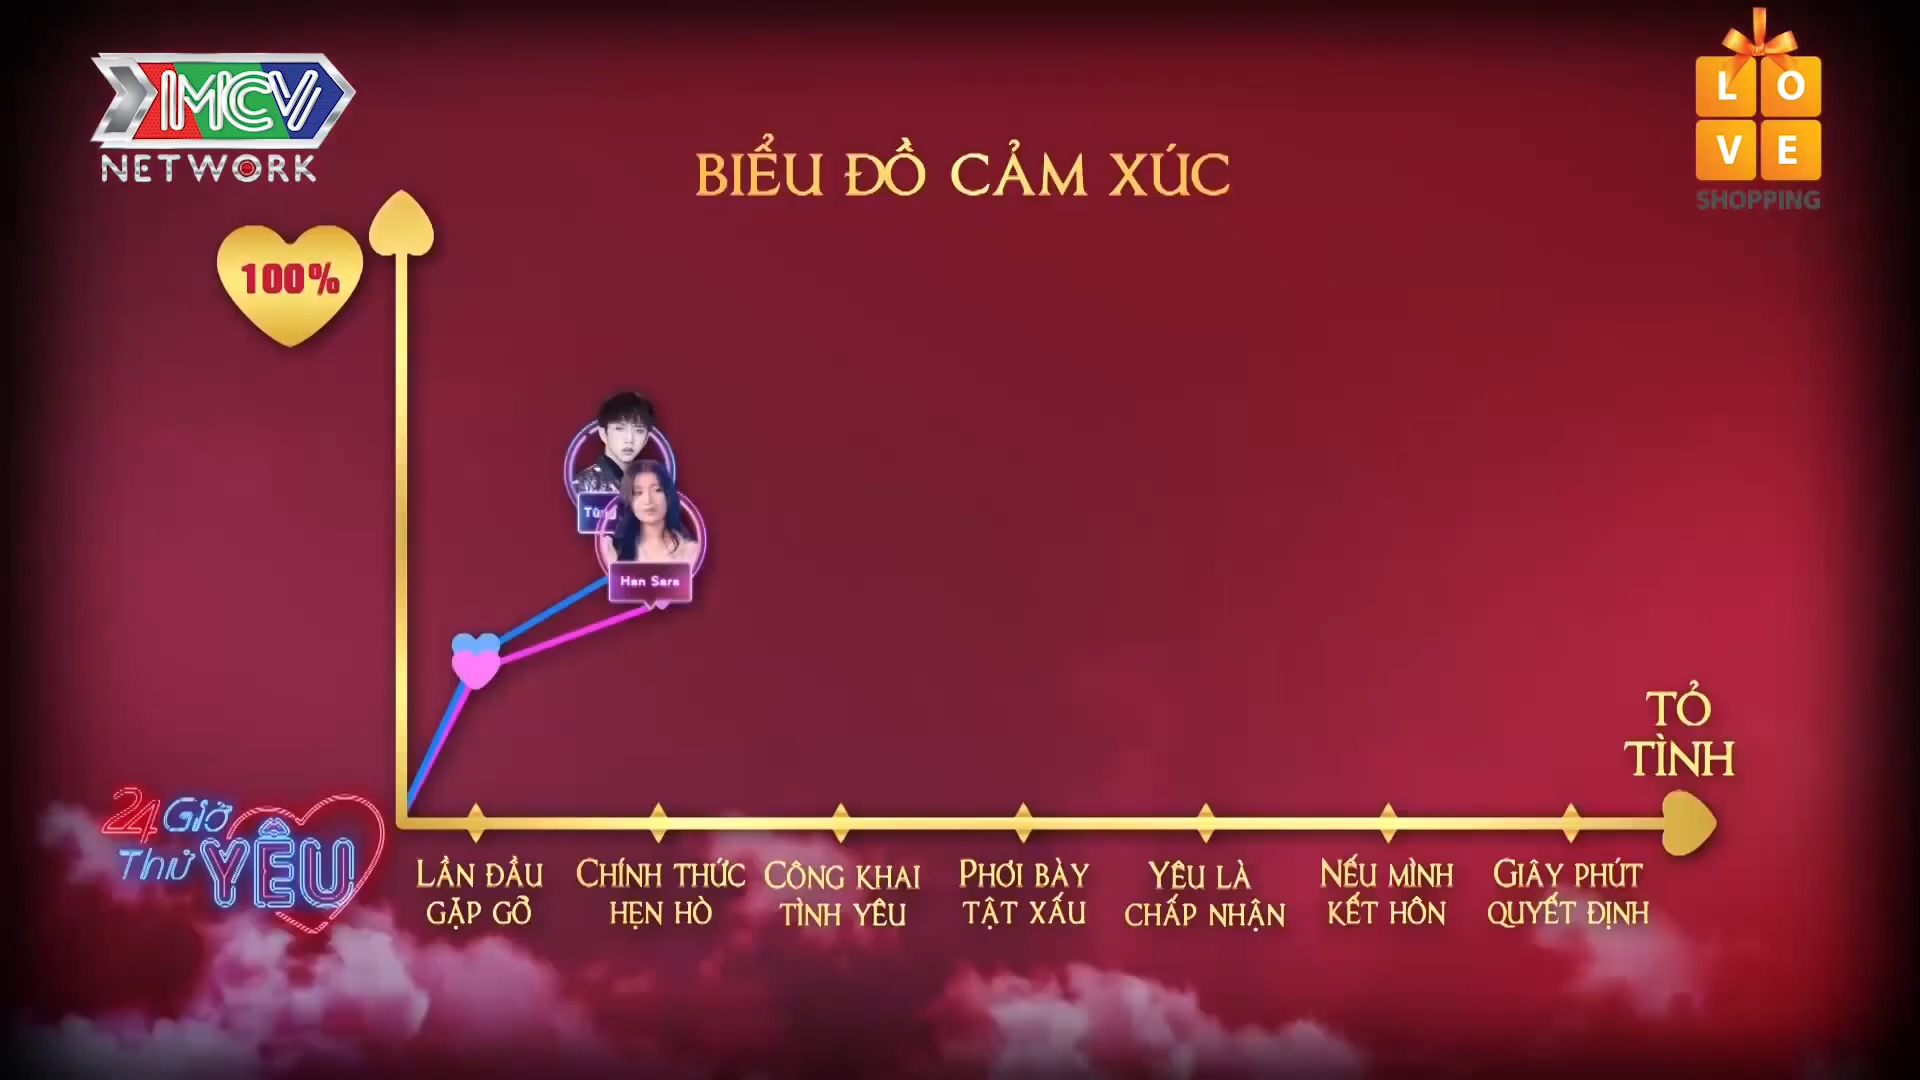 MCV
NETWORK
L O
V E
SHOPPING
BIỂU ĐỒ CẢM XÚC
100%
Han Sara
TỎ
TÌNH
24 Giờ
Thử YÊU
LẦN ĐẦU
GẶP GỠ
CHÍNH THỨC
HẸN HÒ
CÔNG KHAI
TÌNH YÊU
PHƠI BÀY
TẬT XẤU
YÊU LÀ
CHẤP NHẬN
NẾU MÌNH
KẾT HÔN
GIÂY PHÚT
QUYẾT ĐỊNH